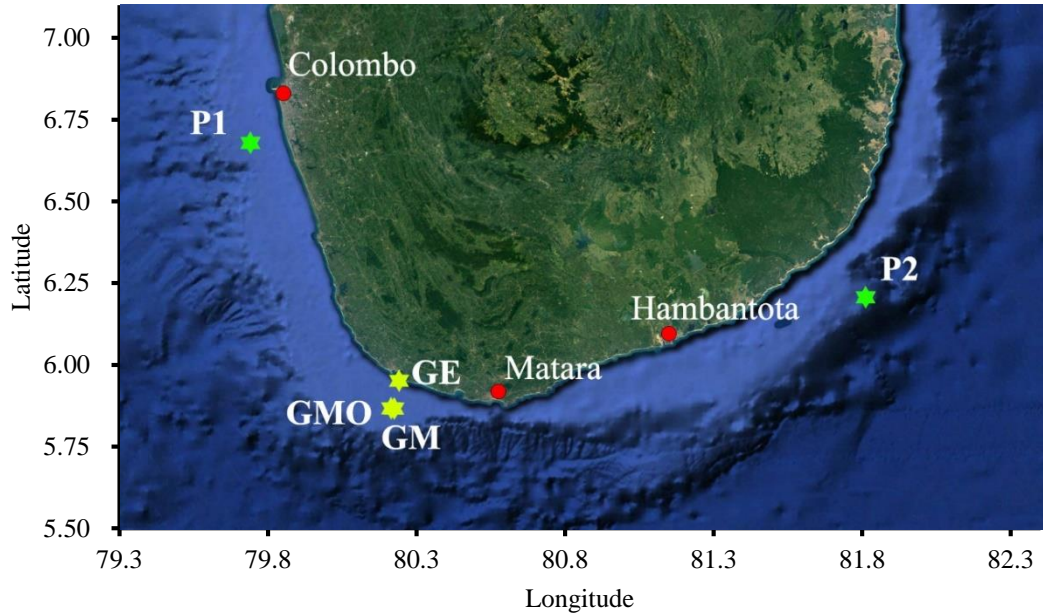 7.00
Colombo
6.75
P1
6.50
Latitude
6.25
P2
Hambantota
6.00
GE
Matara
GMO
GM
5.75
5.50
79.3 79.8 80.3 80.8 81.3 81.8 82.3
Longitude